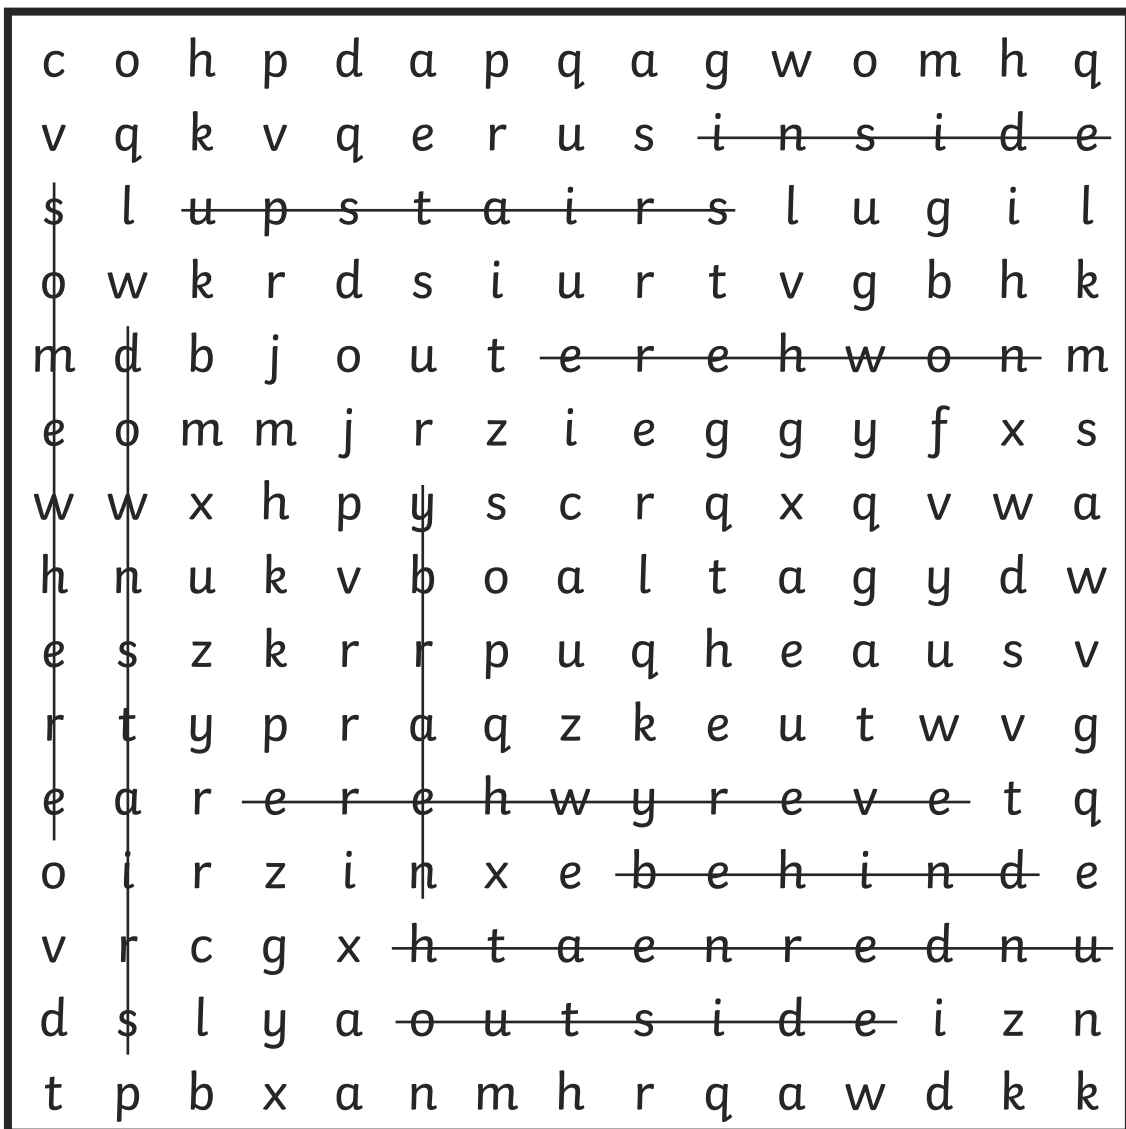 c o h p d a p q a g w o m h q
v q k v q e r u s i n s i d e
s l u p s t a i r s l u g i l
o w k r d s i u r t v g b h k
m d b j o u t e r e h w o n m
e o m m j r z i e g g y f x s
w w x h p y s c r q x q v w a
h n u k v b o a l t a g y d w
e s z k r r p u q h e a u s v
r t y p r a q z k e u t w v g
e a r e r e h w y r e v e t q
o i r z i n x e b e h i n d e
v r c g x h t a e n r e d n u
d s l y a o u t s i d e i z n
t p b x a n m h r q a w d k k